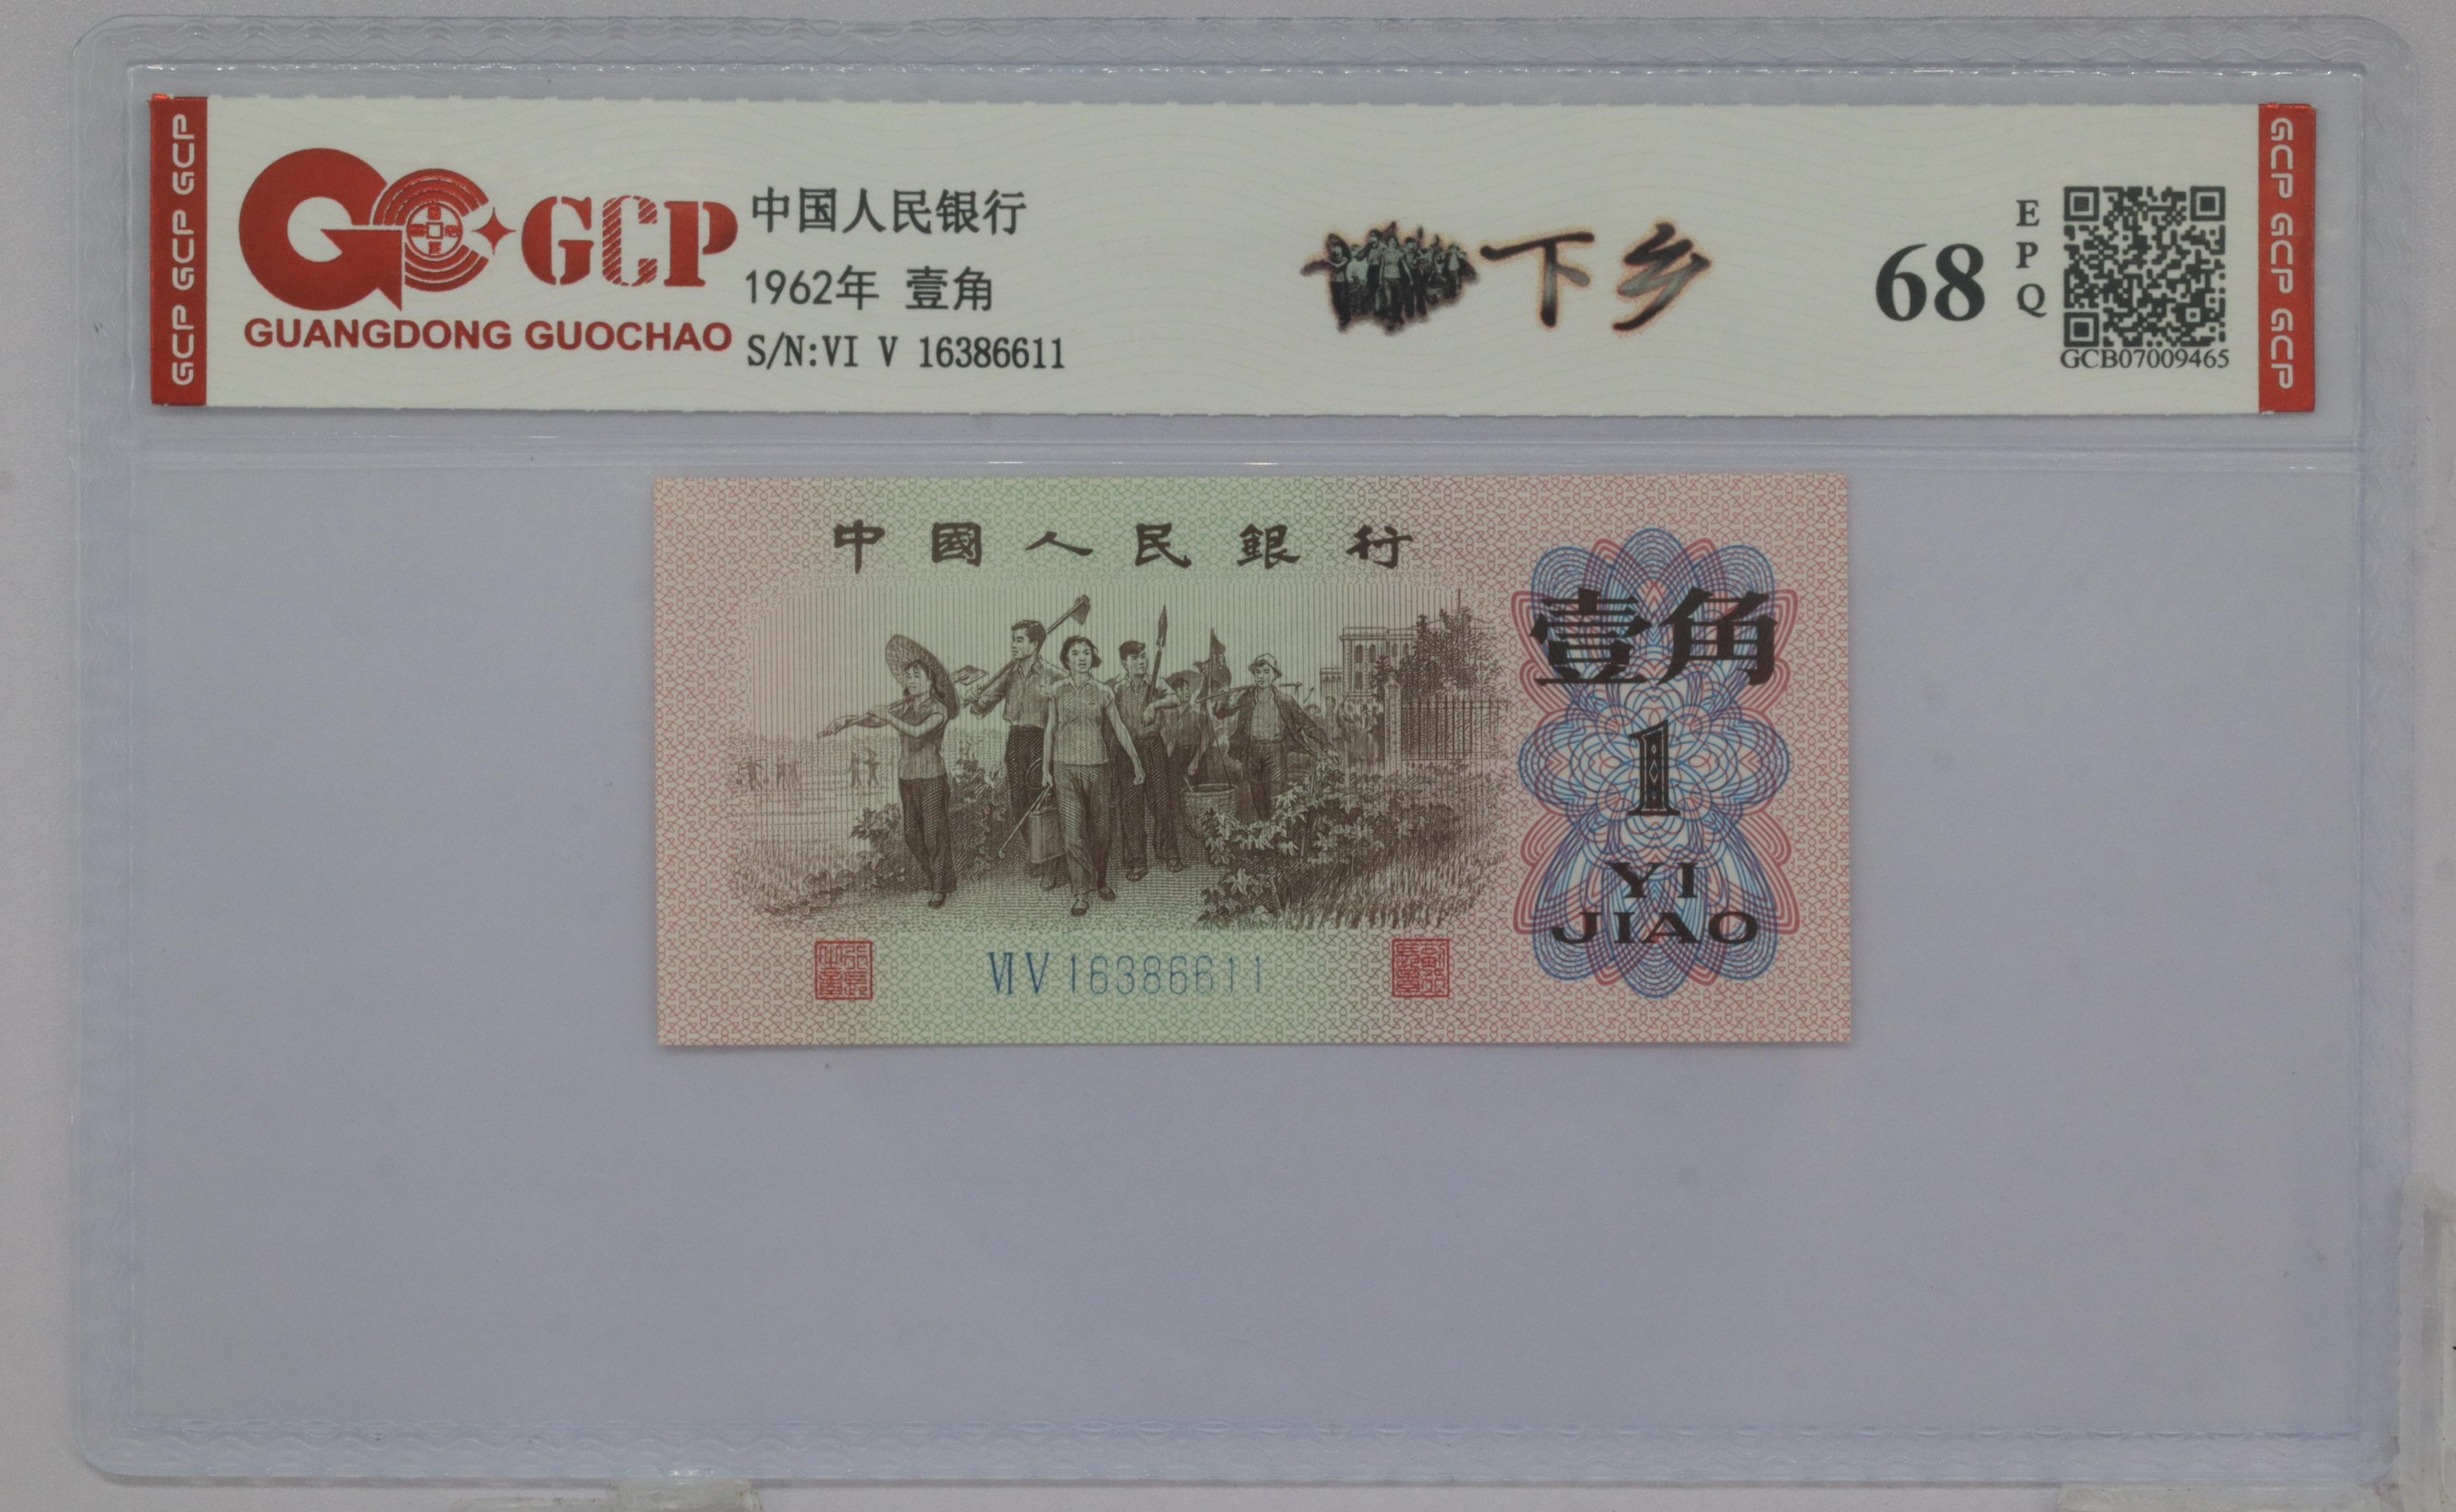 GCP GCP GCP
GCP
GUANGDONG GUOCHAO
中国人民银行
1962年 壹角
S/N:VI V 16386611
下乡
68
E
P
Q
GCB07009465
GCP GCP GCP
中國人民銀行
壹角
1
YI
JIAO
VI V 16386611